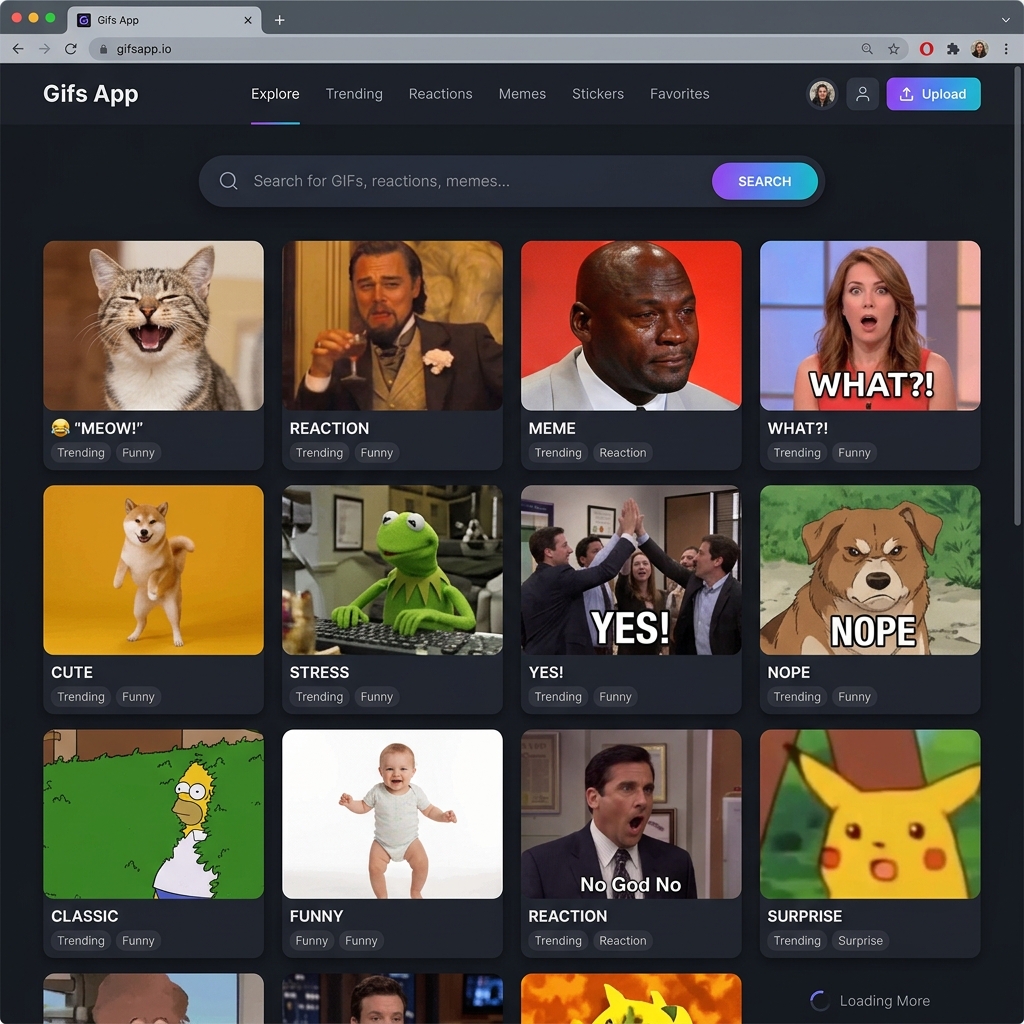 Gifs App
gifsapp.io
Gifs App
Explore
Trending
Reactions
Memes
Stickers
Favorites
Upload
Search for GIFs, reactions, memes...
SEARCH
WHAT?!
😂 “MEOW!”
Trending Funny
REACTION
Trending Funny
MEME
Trending Reaction
WHAT?!
Trending Funny
YES!
NOPE
CUTE
Trending Funny
STRESS
Trending Funny
YES!
Trending Funny
NOPE
Trending Funny
No God No
CLASSIC
Trending Funny
FUNNY
Funny Funny
REACTION
Trending Reaction
SURPRISE
Trending Surprise
Loading More